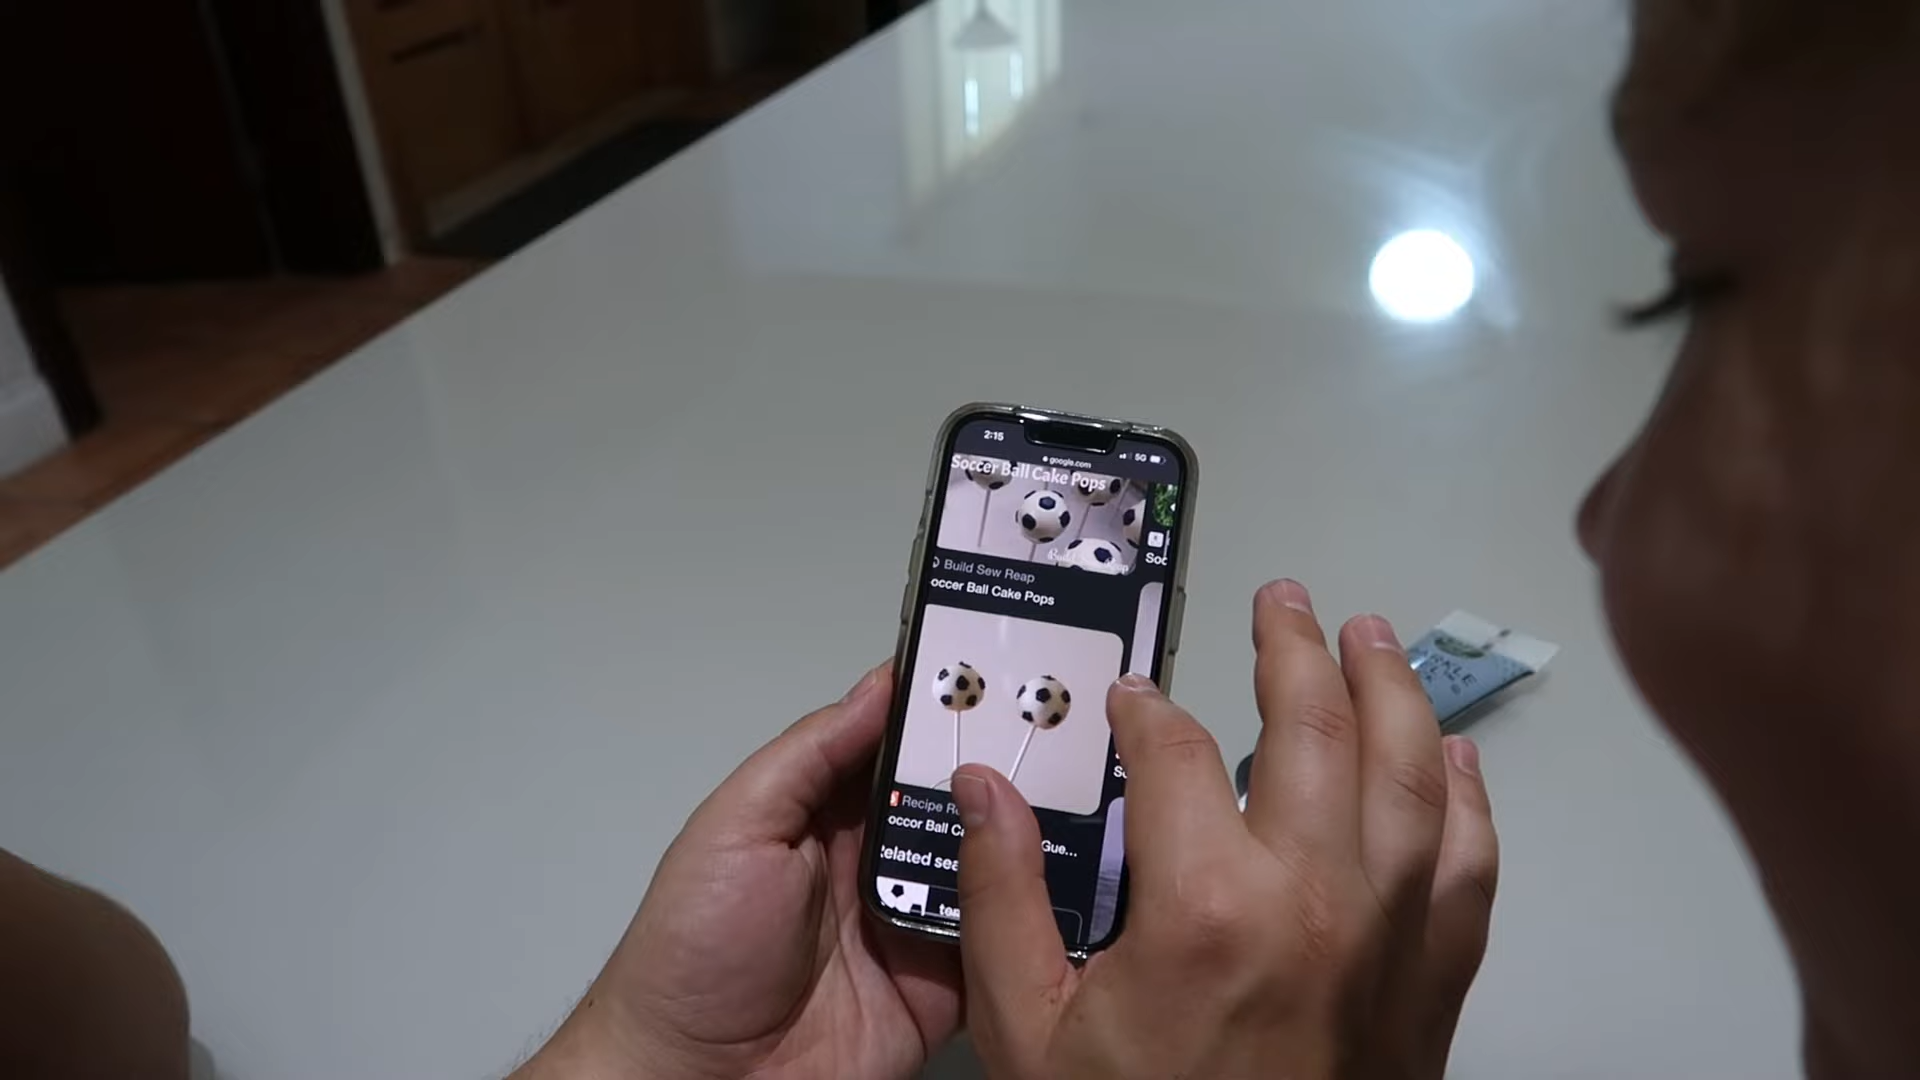 2:15
google.com
5G
Soccer Ball Cake Pops
Soc
Build Sew Reap
occer Ball Cake Pops
Recipe R
occor Ball Ca
Gue...
elated sea